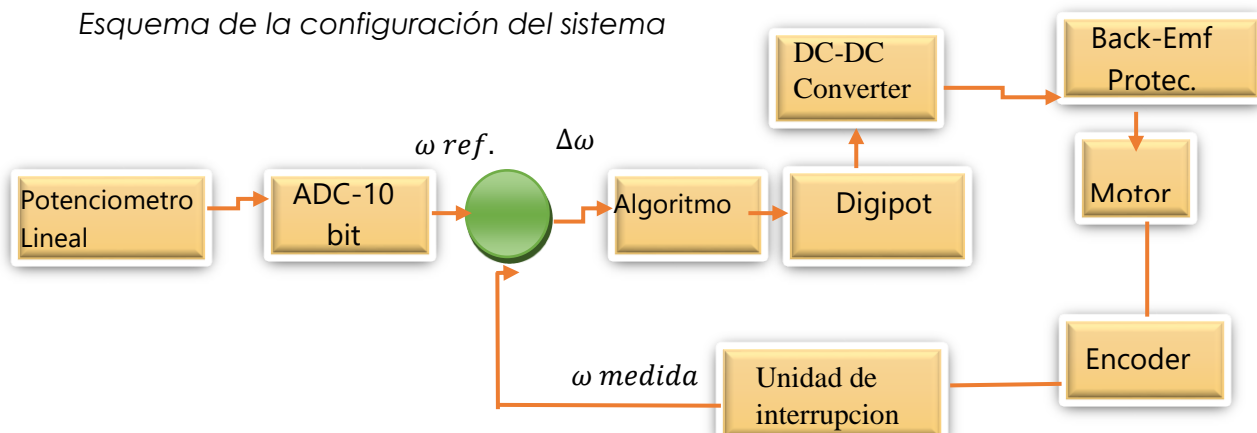 Esquema de la configuración del sistema
DC-DC
Converter
Back-Emf
Protec.
ω ref.
Δω
Potenciometro
Lineal
ADC-10
bit
Algoritmo
Digipot
Motor
Encoder
ω medida
Unidad de
interrupcion